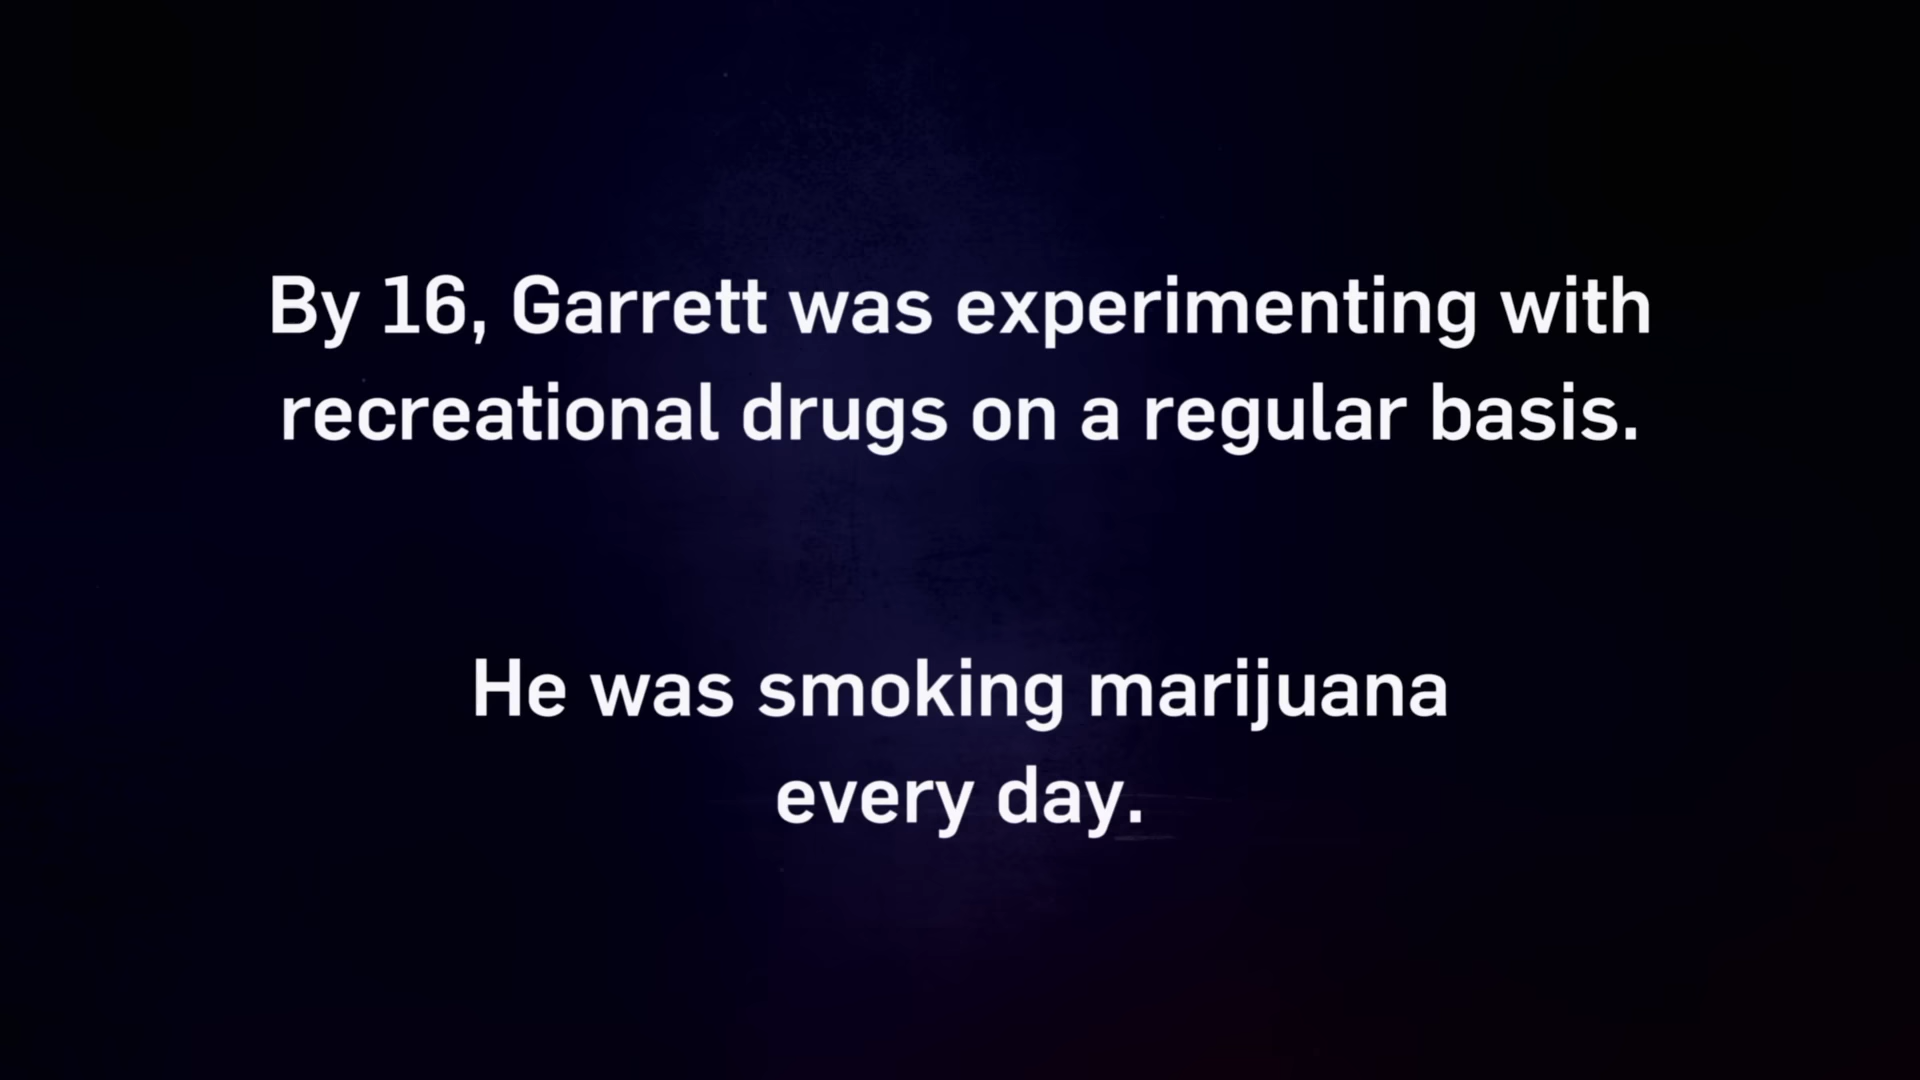 By 16, Garrett was experimenting with
recreational drugs on a regular basis.
He was smoking marijuana
every day.